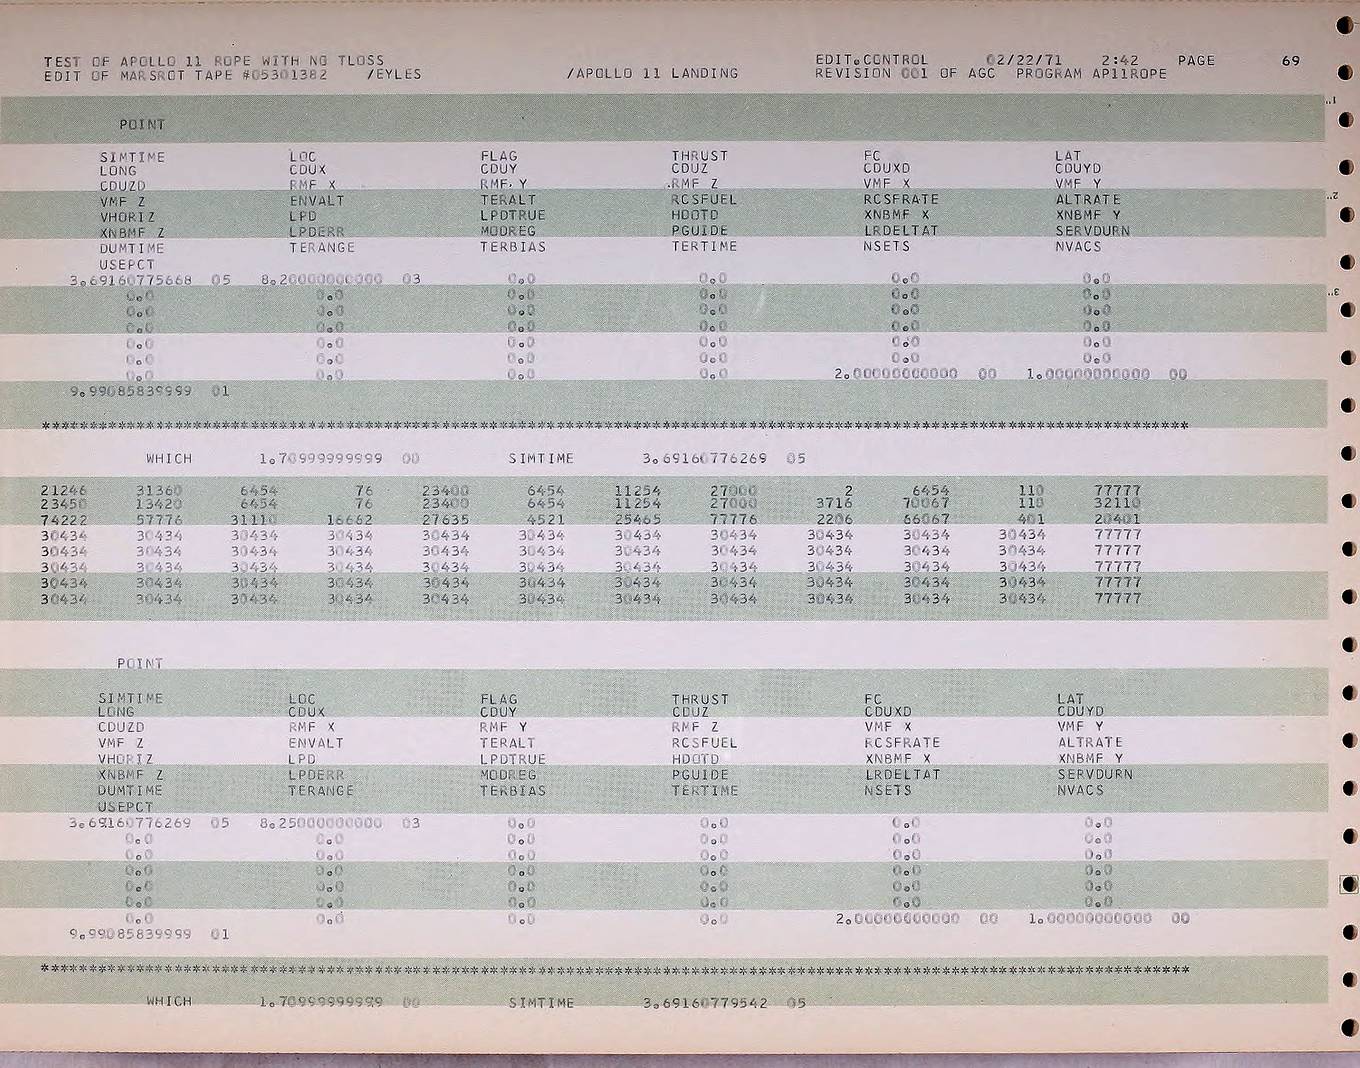 TEST OF APOLLO 11 ROPE WITH NO TLOSS EDIT.CONTROL 02/22/71 2:42 PAGE 69
EDIT OF MARSROT TAPE #05301382 /EYLES /APOLLO 11 LANDING REVISION 001 OF AGC PROGRAM AP11ROPE
POINT
SIMTIME LOC FLAG THRUST FC LAT
LONG CDUX CDUY CDUZ CDUXD CDUYD
CDUZD RMF X RMF Y RMF Z VMF X VMF Y
VMF Z ENVALT TERALT RCSFUEL RCSFRATE ALTRATE
VHORIZ LPD LPDTRUE HDOTD XNBMF X XNBMF Y
XNBMF Z LPDERR MODREG PGUIDE LRDELTAT SERVDURN
DUMTIME TERANGE TERBIAS TERTIME NSETS NVACS
USEPCT
3.69160775668 05 8.20000000000 03 0.0 0.0 0.0 0.0
0.0 0.0 0.0 0.0 0.0 0.0
0.0 0.0 0.0 0.0 0.0 0.0
0.0 0.0 0.0 0.0 0.0 0.0
0.0 0.0 0.0 0.0 0.0 0.0
0.0 0.0 0.0 0.0 0.0 0.0
0.0 0.0 0.0 0.0 2.00000000000 00 1.00000000000 00
9.99085839999 01
************************************************************************************************************************
WHICH 1.70999999999 00 SIMTIME 3.69160776269 05
21246 31360 6454 76 23400 6454 11254 27000 2 6454 110 77777
23450 13420 6454 76 23400 6454 11254 27000 3716 70067 110 32110
74222 57776 31110 16662 27635 4521 25465 77776 2206 66067 401 20401
30434 30434 30434 30434 30434 30434 30434 30434 30434 30434 30434 77777
30434 30434 30434 30434 30434 30434 30434 30434 30434 30434 30434 77777
30434 30434 30434 30434 30434 30434 30434 30434 30434 30434 30434 77777
30434 30434 30434 30434 30434 30434 30434 30434 30434 30434 30434 77777
30434 30434 30434 30434 30434 30434 30434 30434 30434 30434 30434 77777
POINT
SIMTIME LOC FLAG THRUST FC LAT
LONG CDUX CDUY CDUZ CDUXD CDUYD
CDUZD RMF X RMF Y RMF Z VMF X VMF Y
VMF Z ENVALT TERALT RCSFUEL RCSFRATE ALTRATE
VHORIZ LPD LPDTRUE HDOTD XNBMF X XNBMF Y
XNBMF Z LPDERR MODREG PGUIDE LRDELTAT SERVDURN
DUMTIME TERANGE TERBIAS TERTIME NSETS NVACS
USEPCT
3.69160776269 05 8.25000000000 03 0.0 0.0 0.0 0.0
0.0 0.0 0.0 0.0 0.0 0.0
0.0 0.0 0.0 0.0 0.0 0.0
0.0 0.0 0.0 0.0 0.0 0.0
0.0 0.0 0.0 0.0 0.0 0.0
0.0 0.0 0.0 0.0 0.0 0.0
0.0 0.0 0.0 0.0 2.00000000000 00 1.00000000000 00
9.99085839999 01
************************************************************************************************************************
WHICH 1.70999999999 00 SIMTIME 3.69160779542 05